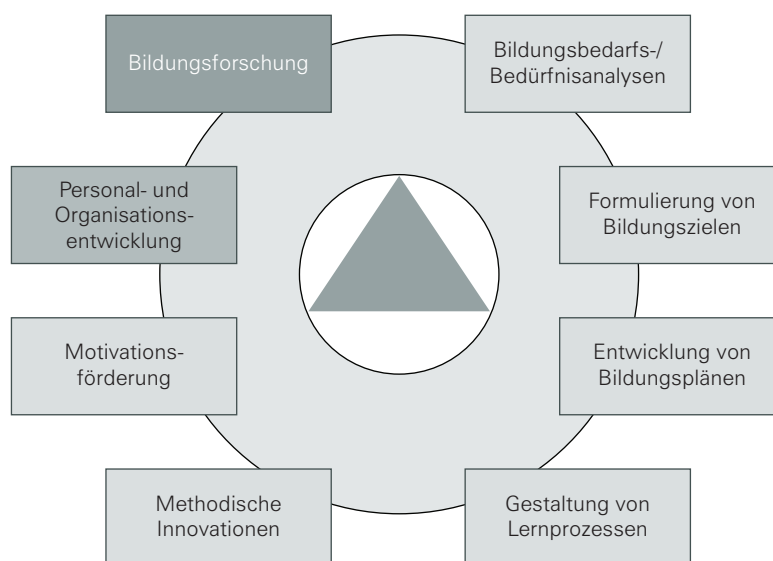 Bildungsforschung
Bildungsbedarfs-/
Bedürfnisanalysen
Personal- und
Organisations-
entwicklung
Formulierung von
Bildungszielen
Motivations-
förderung
Entwicklung von
Bildungsplänen
Methodische
Innovationen
Gestaltung von
Lernprozessen